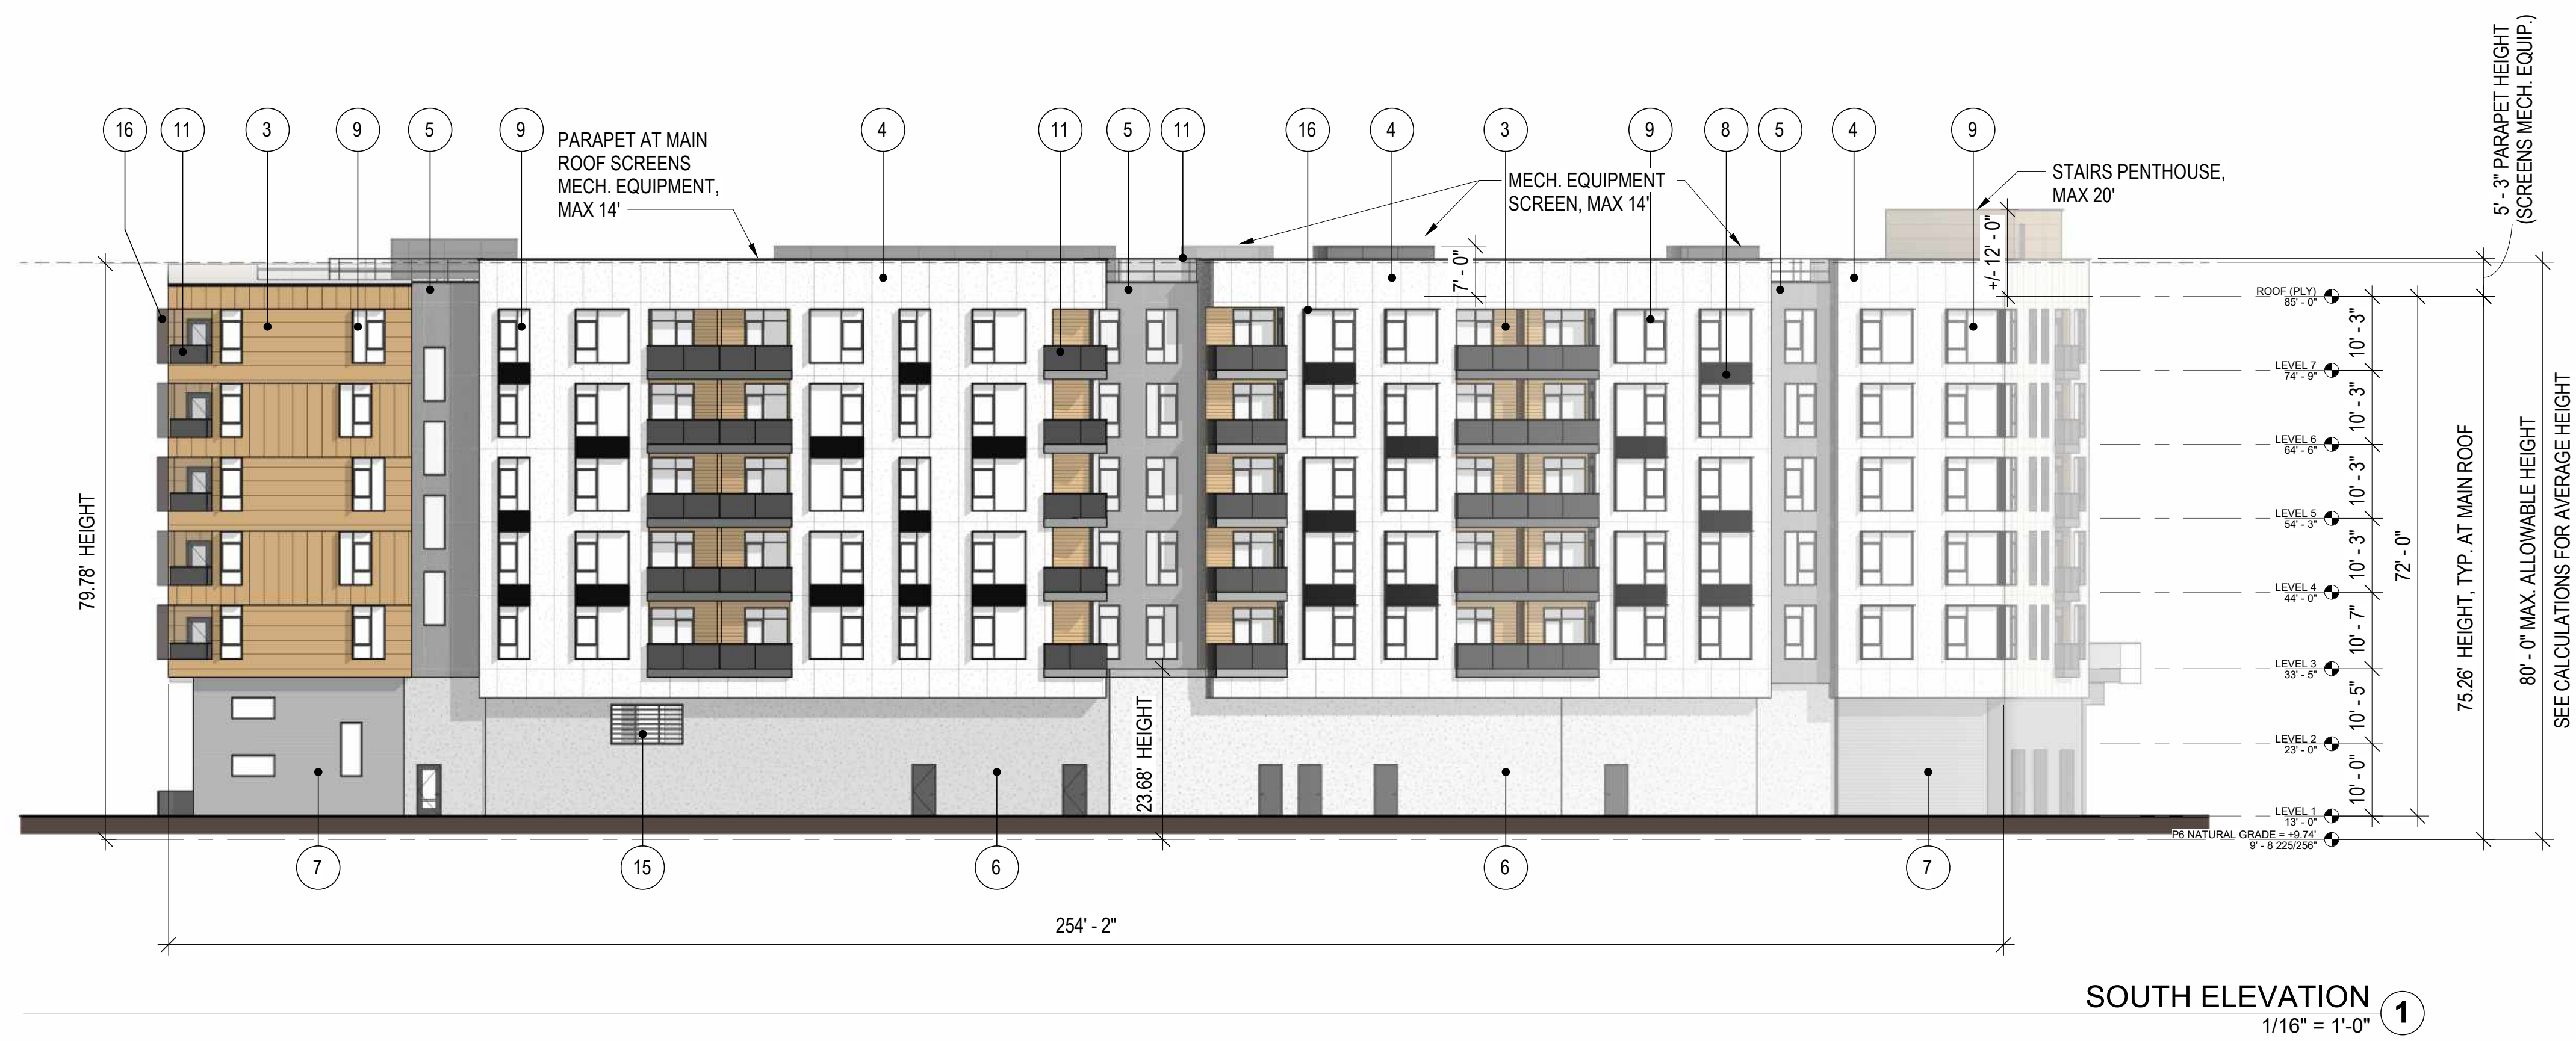 16
11
3
9
5
9
PARAPET AT MAIN
ROOF SCREENS
MECH. EQUIPMENT,
MAX 14'
4
11
5
11
16
4
3
9
8
5
4
9
MECH. EQUIPMENT
SCREEN, MAX 14'
STAIRS PENTHOUSE,
MAX 20'
5' - 3" PARAPET HEIGHT
(SCREENS MECH. EQUIP.)
7' - 0"
+/- 12' - 0"
79.78' HEIGHT
23.68' HEIGHT
ROOF (PLY)
85' - 0"
10' - 3"
LEVEL 7
74' - 9"
10' - 3"
LEVEL 6
64' - 6"
10' - 3"
LEVEL 5
54' - 3"
10' - 3"
LEVEL 4
44' - 0"
10' - 7"
LEVEL 3
33' - 5"
10' - 5"
LEVEL 2
23' - 0"
10' - 0"
LEVEL 1
13' - 0"
P6 NATURAL GRADE = +9.74'
9' - 8 225/256"
72' - 0"
75.26' HEIGHT, TYP. AT MAIN ROOF
80' - 0" MAX. ALLOWABLE HEIGHT
SEE CALCULATIONS FOR AVERAGE HEIGHT
7
15
6
6
7
254' - 2"
SOUTH ELEVATION
1/16" = 1'-0"
1